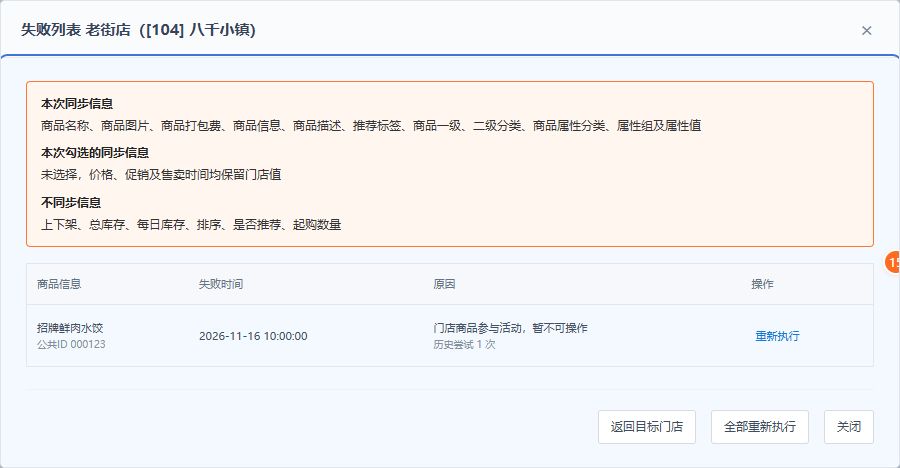 失败列表 老街店（[104] 八千小镇）
×
本次同步信息
商品名称、商品图片、商品打包费、商品信息、商品描述、推荐标签、商品一级、二级分类、商品属性分类、属性组及属性值
本次勾选的同步信息
未选择，价格、促销及售卖时间均保留门店值
不同步信息
上下架、总库存、每日库存、排序、是否推荐、起购数量
15
商品信息 失败时间 原因 操作
招牌鲜肉水饺 门店商品参与活动，暂不可操作
2026-11-16 10:00:00 重新执行
公共ID 000123 历史尝试 1 次
返回目标门店 全部重新执行 关闭